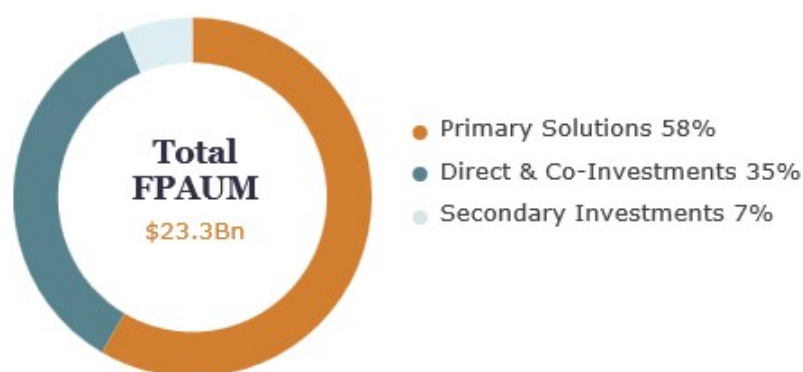 Total
FPAUM
$23.3Bn
Primary Solutions 58%
Direct & Co-Investments 35%
Secondary Investments 7%